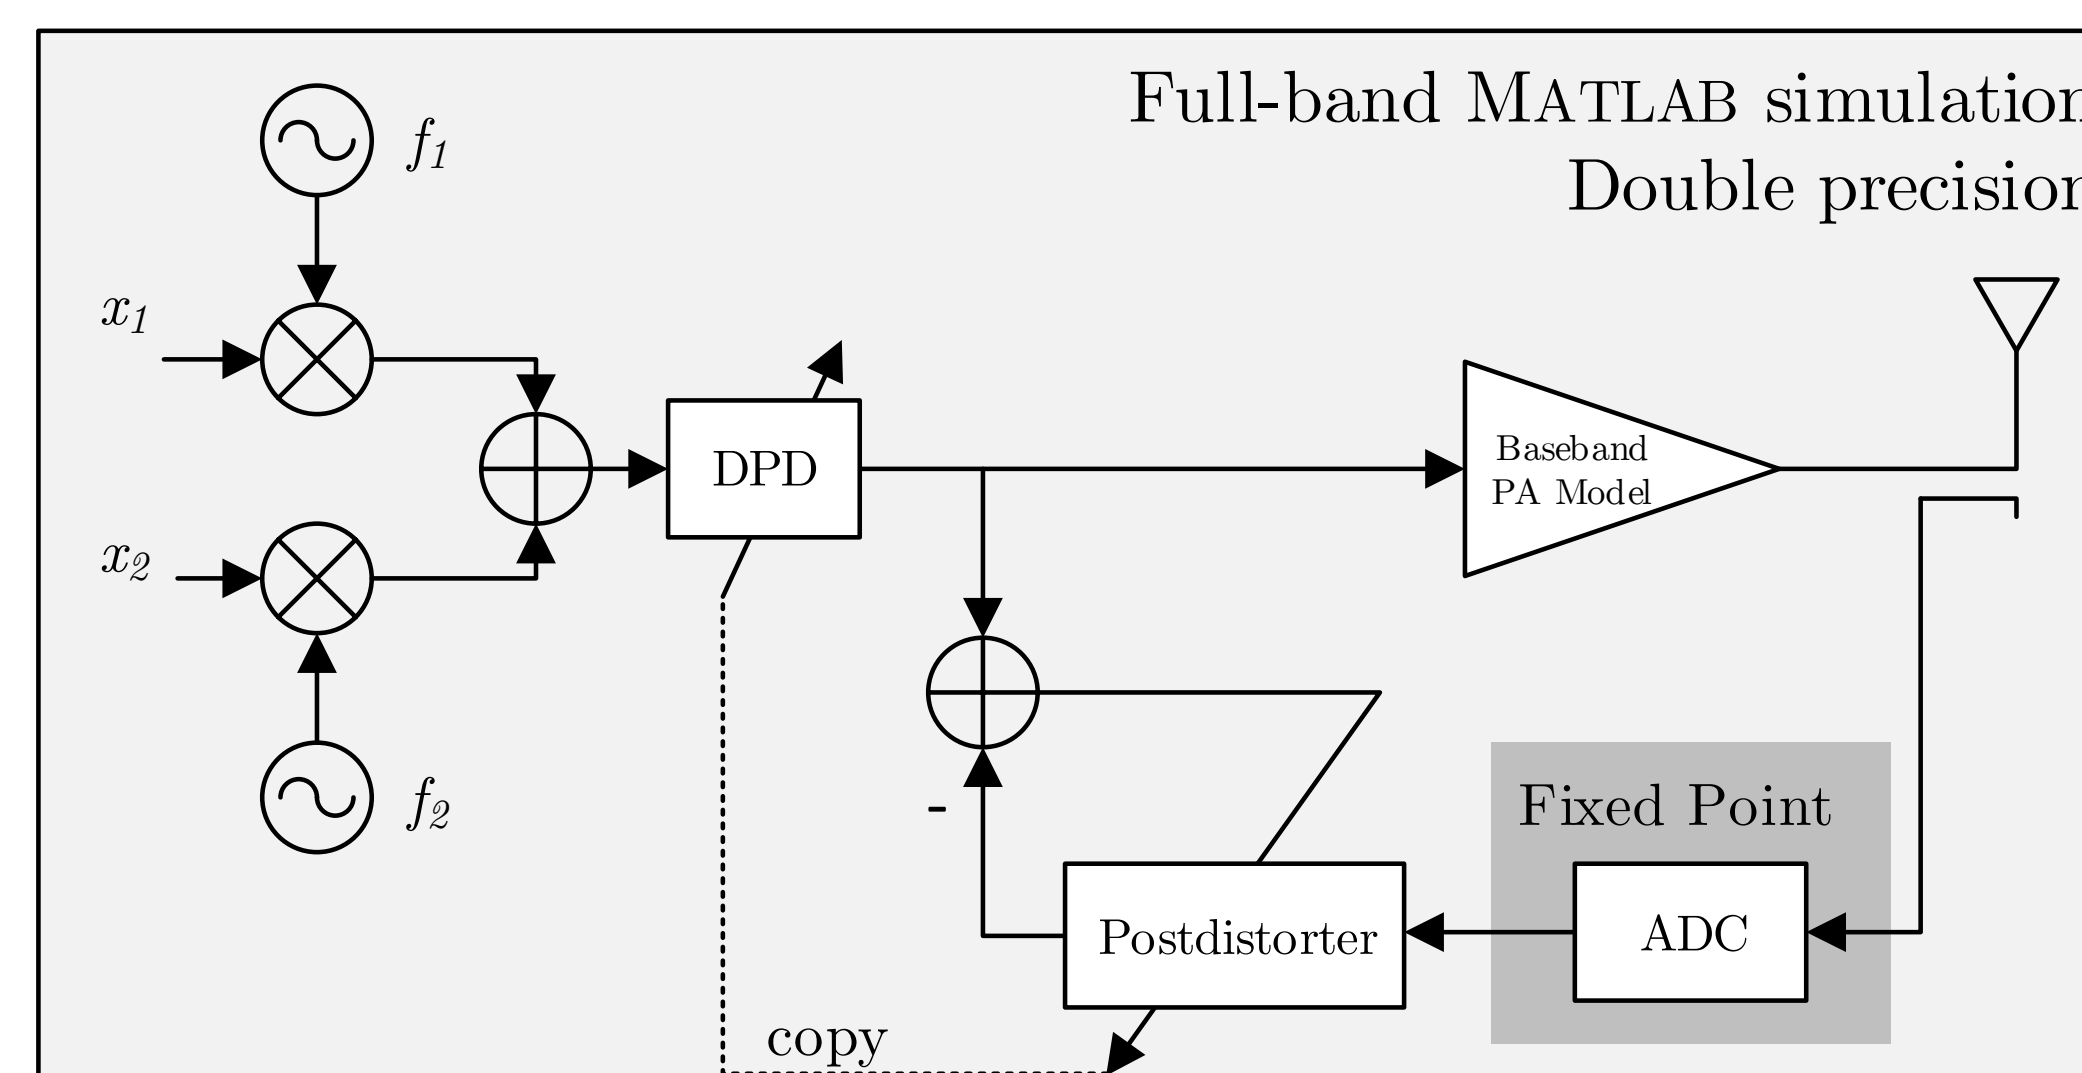 Full-band MATLAB simulation
Double precision
f1
x1
DPD
Baseband
PA Model
x2
f2
-
Fixed Point
Postdistorter
ADC
copy